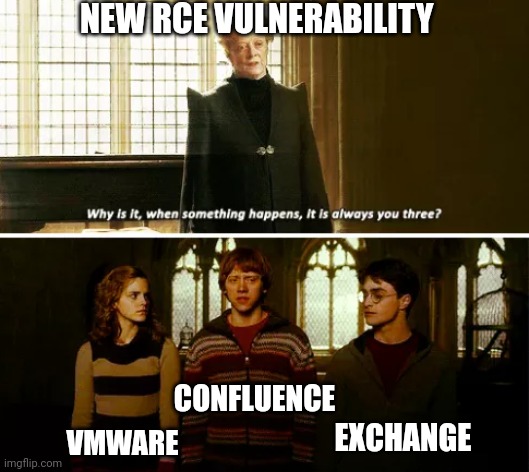 NEW RCE VULNERABILITY
Why is it, when something happens, it is always you three?
CONFLUENCE
VMWARE
EXCHANGE
imgflip.com